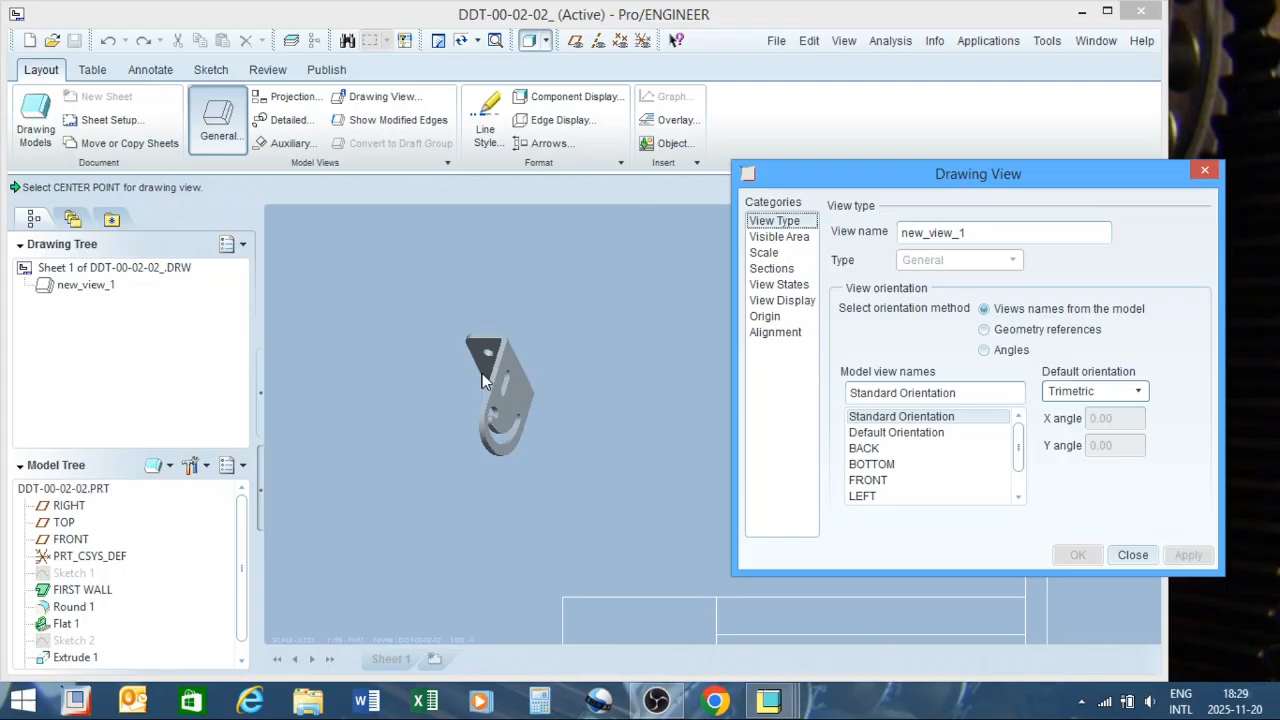 DDT-00-02-02_ (Active) - Pro/ENGINEER
File Edit View Analysis Info Applications Tools Window Help
Layout Table Annotate Sketch Review Publish
New Sheet
Sheet Setup...
Move or Copy Sheets
Drawing
Models
Document
General...
Projection...
Detailed...
Auxiliary...
Drawing View...
Show Modified Edges
Convert to Draft Group
Model Views
Line
Style...
Component Display...
Edge Display...
Arrows...
Format
Graph...
Overlay...
Object...
Insert
Select CENTER POINT for drawing view.
Drawing Tree
Sheet 1 of DDT-00-02-02_.DRW
new_view_1
Model Tree
DDT-00-02-02.PRT
RIGHT
TOP
FRONT
PRT_CSYS_DEF
Sketch 1
FIRST WALL
Round 1
Flat 1
Sketch 2
Extrude 1
Sheet 1
Drawing View
Categories
View Type
Visible Area
Scale
Sections
View States
View Display
Origin
Alignment
View type
View name new_view_1
Type General
View orientation
Select orientation method
Views names from the model
Geometry references
Angles
Model view names
Standard Orientation
Standard Orientation
Default Orientation
BACK
BOTTOM
FRONT
LEFT
Default orientation
Trimetric
X angle 0.00
Y angle 0.00
OK Close Apply
ENG
INTL
18:29
2025-11-20